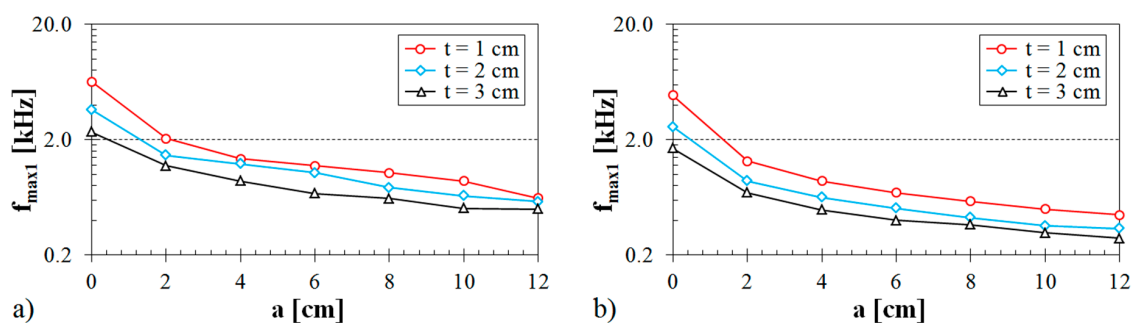 20.0
2.0
0.2
f_max1 [kHz]
t = 1 cm
t = 2 cm
t = 3 cm
0 2 4 6 8 10 12
a) a [cm]
20.0
2.0
0.2
f_max1 [kHz]
t = 1 cm
t = 2 cm
t = 3 cm
0 2 4 6 8 10 12
b) a [cm]